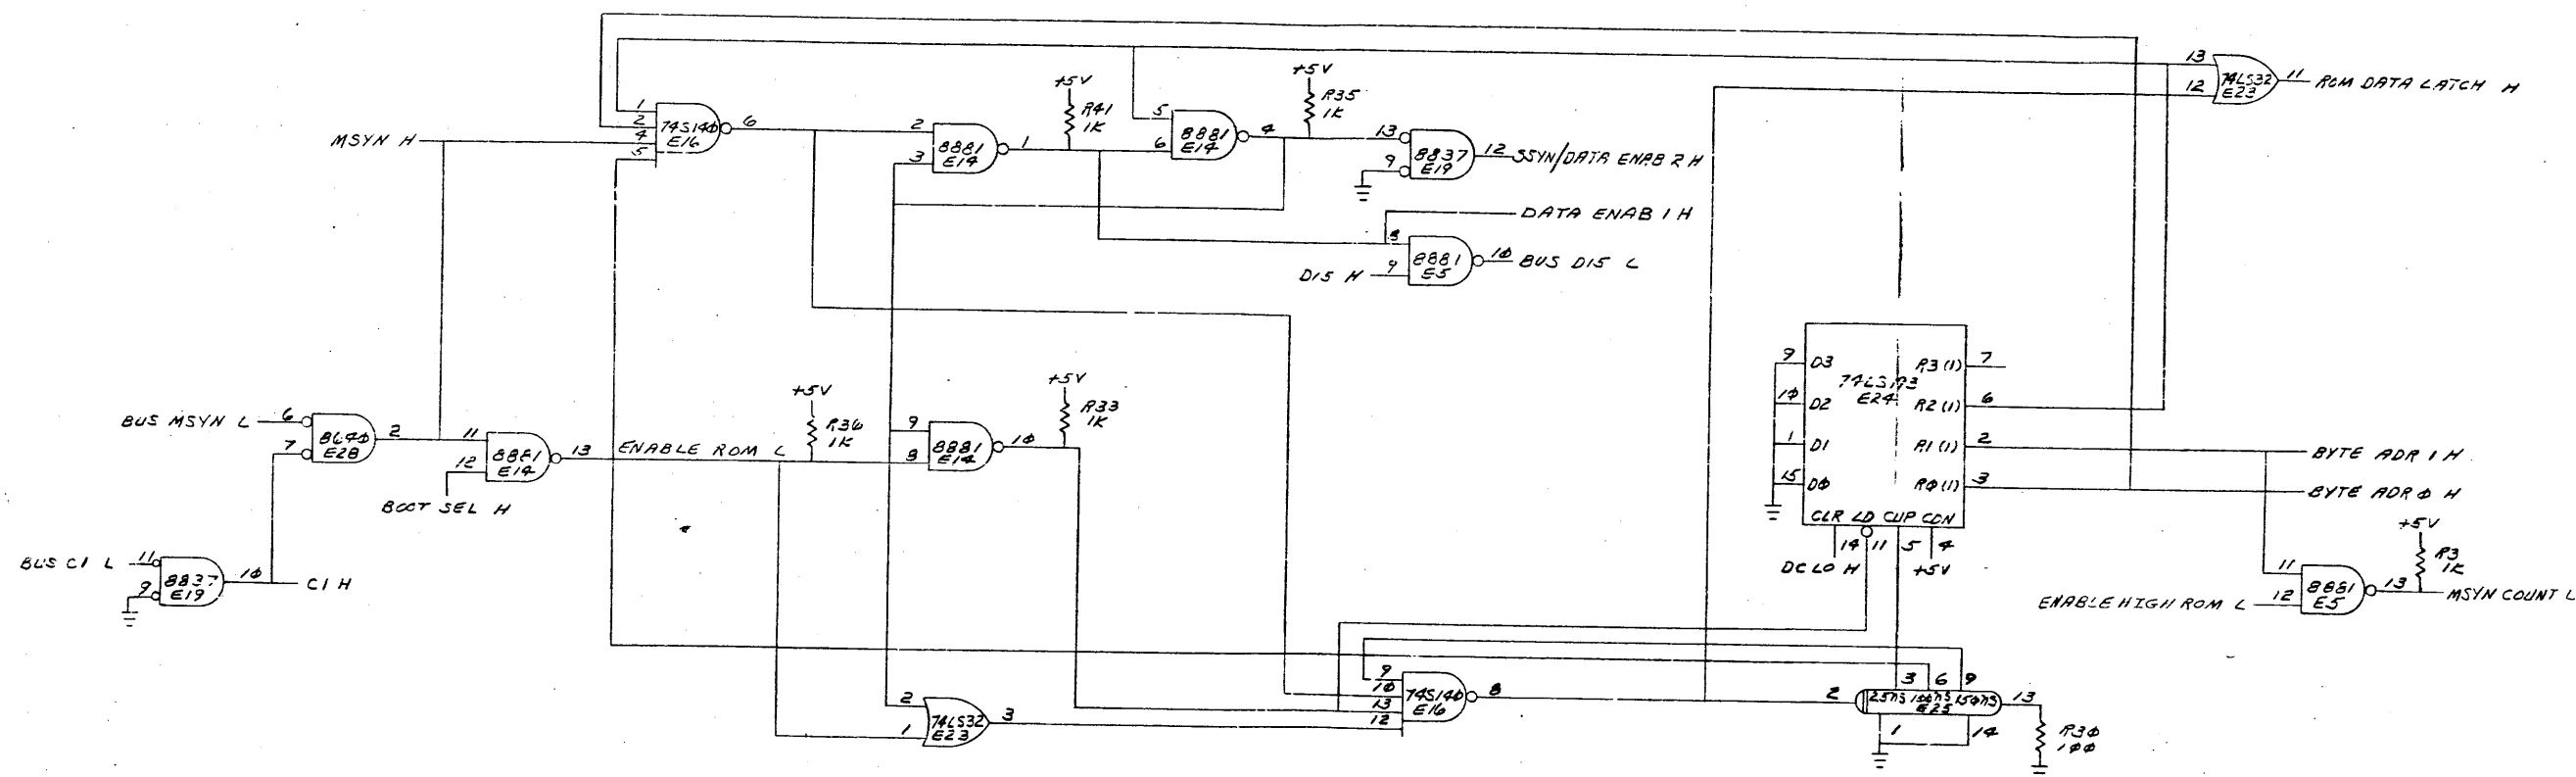 MSYN H
1
2
4
5
74S140
E16
6
2
3
8881
E14
1
+5V
R41
1K
5
6
8881
E14
4
+5V
R35
1K
13
9
8837
E19
12
SSYN/DATA ENAB 2 H
DATA ENAB 1 H
8
9
8881
E5
10
BUS D15 L
D15 H
13
12
74LS32
E23
11
ROM DATA LATCH H
BUS MSYN L
6
7
8640
E28
2
11
12
8881
E14
13
BOOT SEL H
ENABLE ROM L
+5V
R36
1K
9
8
8881
E14
10
+5V
R33
1K
BUS C1 L
11
9
8837
E19
10
C1 H
9
10
1
15
D3
D2
D1
D0
74LS193
E24
R3 (1)
R2 (1)
R1 (1)
R0 (1)
7
6
2
3
CLR LD CUP CDN
14
11
5
4
DC LO H
+5V
BYTE ADR 1 H
BYTE ADR 0 H
ENABLE HIGH ROM L
11
12
8881
E5
13
+5V
R3
1K
MSYN COUNT L
2
1
74LS32
E23
3
9
10
13
12
74S140
E16
8
2
3
6
9
25NS 100NS 150NS
E25
13
1
14
R30
100